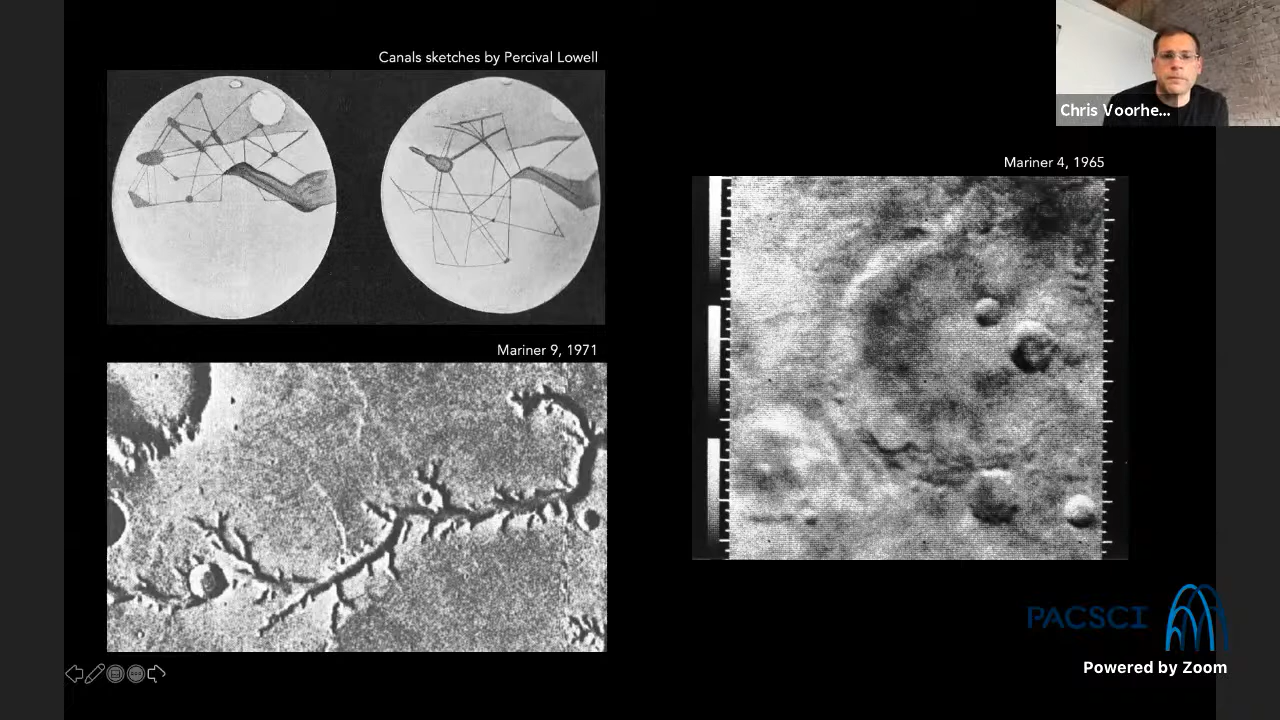 Canals sketches by Percival Lowell
Chris Voorhe...
Mariner 4, 1965
Mariner 9, 1971
PACSCI
Powered by Zoom